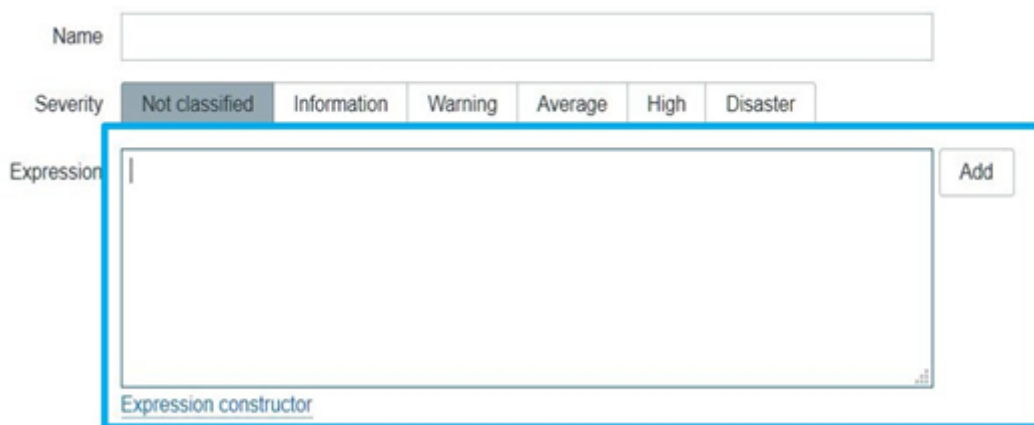 Name
Severity Not classified Information Warning Average High Disaster
Expression Add
Expression constructor